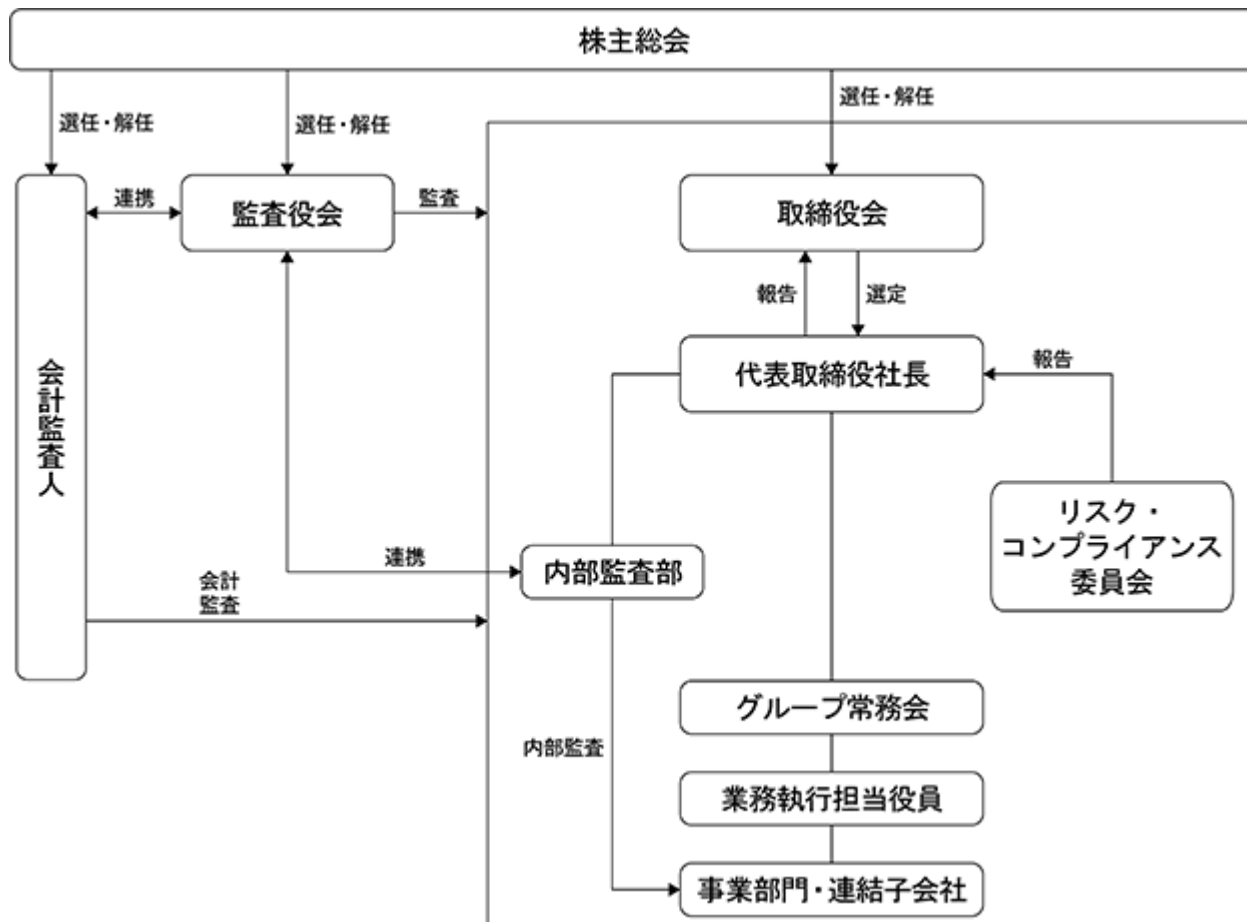 株主総会
選任・解任
選任・解任
選任・解任
連携
監査役会
監査
取締役会
報告
選定
代表取締役社長
報告
会計監査人
リスク・
コンプライアンス
委員会
連携
内部監査部
会計
監査
グループ常務会
内部監査
業務執行担当役員
事業部門・連結子会社